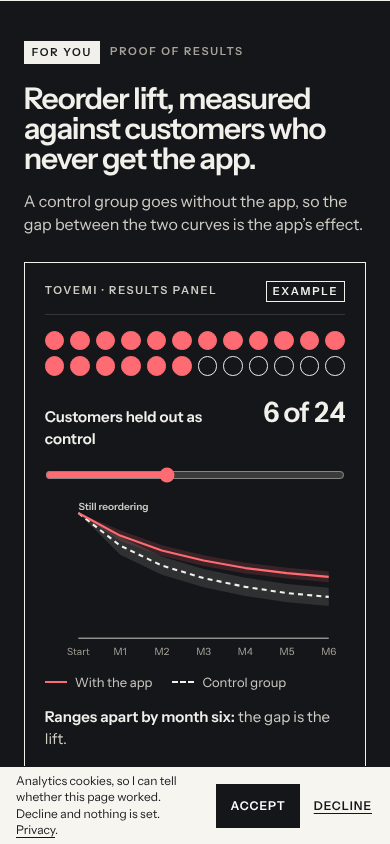 FOR YOU PROOF OF RESULTS
Reorder lift, measured
against customers who
never get the app.
A control group goes without the app, so the
gap between the two curves is the app's effect.
TOVEMI · RESULTS PANEL EXAMPLE
Customers held out as
control
6 of 24
Still reordering
Start M1 M2 M3 M4 M5 M6
With the app Control group
Ranges apart by month six: the gap is the
lift.
Analytics cookies, so I can tell
whether this page worked.
Decline and nothing is set.
Privacy.
ACCEPT DECLINE